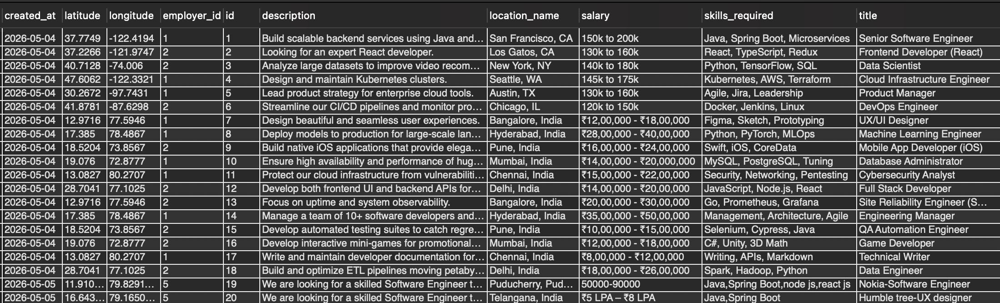 created_at latitude longitude employer_id id description location_name salary skills_required title
2026-05-04 37.7749 -122.4194 1 1 Build scalable backend services using Java and... San Francisco, CA 150k to 200k Java, Spring Boot, Microservices Senior Software Engineer
2026-05-04 37.2266 -121.9747 2 2 Looking for an expert React developer. Los Gatos, CA 130k to 160k React, TypeScript, Redux Frontend Developer (React)
2026-05-04 40.7128 -74.006 2 3 Analyze large datasets to improve video recom... New York, NY 140k to 180k Python, TensorFlow, SQL Data Scientist
2026-05-04 47.6062 -122.3321 1 4 Design and maintain Kubernetes clusters. Seattle, WA 145k to 175k Kubernetes, AWS, Terraform Cloud Infrastructure Engineer
2026-05-04 30.2672 -97.7431 1 5 Lead product strategy for enterprise cloud tools. Austin, TX 130k to 160k Agile, Jira, Leadership Product Manager
2026-05-04 41.8781 -87.6298 2 6 Streamline our CI/CD pipelines and monitor pro... Chicago, IL 120k to 150k Docker, Jenkins, Linux DevOps Engineer
2026-05-04 12.9716 77.5946 1 7 Design beautiful and seamless user experiences. Bangalore, India ₹12,00,000 - ₹18,00,000 Figma, Sketch, Prototyping UX/UI Designer
2026-05-04 17.385 78.4867 1 8 Deploy models to production for large-scale lan... Hyderabad, India ₹28,00,000 - ₹40,00,000 Python, PyTorch, MLOps Machine Learning Engineer
2026-05-04 18.5204 73.8567 2 9 Build native iOS applications that provide elega... Pune, India ₹16,00,000 - ₹24,00,000 Swift, iOS, CoreData Mobile App Developer (iOS)
2026-05-04 19.076 72.8777 1 10 Ensure high availability and performance of hug... Mumbai, India ₹14,00,000 - ₹20,000,000 MySQL, PostgreSQL, Tuning Database Administrator
2026-05-04 13.0827 80.2707 1 11 Protect our cloud infrastructure from vulnerabiliti... Chennai, India ₹15,00,000 - ₹22,00,000 Security, Networking, Pentesting Cybersecurity Analyst
2026-05-04 28.7041 77.1025 2 12 Develop both frontend UI and backend APIs for... Delhi, India ₹14,00,000 - ₹20,00,000 JavaScript, Node.js, React Full Stack Developer
2026-05-04 12.9716 77.5946 2 13 Focus on uptime and system observability. Bangalore, India ₹20,00,000 - ₹30,00,000 Go, Prometheus, Grafana Site Reliability Engineer (S...
2026-05-04 17.385 78.4867 1 14 Manage a team of 10+ software developers and... Hyderabad, India ₹35,00,000 - ₹50,00,000 Management, Architecture, Agile Engineering Manager
2026-05-04 18.5204 73.8567 2 15 Develop automated testing suites to catch regre... Pune, India ₹10,00,000 - ₹15,00,000 Selenium, Cypress, Java QA Automation Engineer
2026-05-04 19.076 72.8777 2 16 Develop interactive mini-games for promotional... Mumbai, India ₹12,00,000 - ₹18,00,000 C#, Unity, 3D Math Game Developer
2026-05-04 13.0827 80.2707 1 17 Write and maintain developer documentation for... Chennai, India ₹8,00,000 - ₹12,00,000 Writing, APIs, Markdown Technical Writer
2026-05-04 28.7041 77.1025 2 18 Build and optimize ETL pipelines moving petaby... Delhi, India ₹18,00,000 - ₹26,00,000 Spark, Hadoop, Python Data Engineer
2026-05-05 11.910... 79.8291... 5 19 We are looking for a skilled Software Engineer t... Puducherry, Pud... 50000-90000 Java,Spring Boot,node js,react js Nokia-Software Engineer
2026-05-05 16.643... 79.1650... 5 20 We are looking for a skilled Software Engineer t... Telangana, India ₹5 LPA – ₹8 LPA Java,Spring Boot Humble tree-UX designer